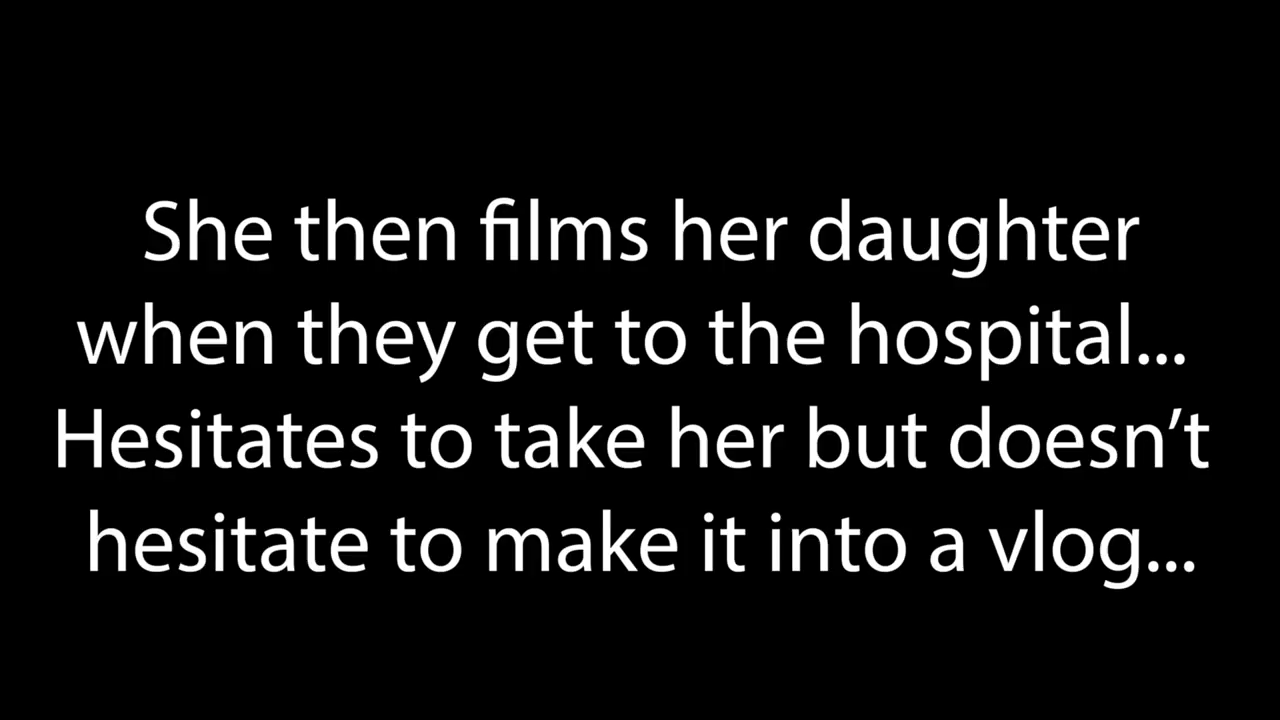 She then films her daughter
when they get to the hospital...
Hesitates to take her but doesn’t
hesitate to make it into a vlog...